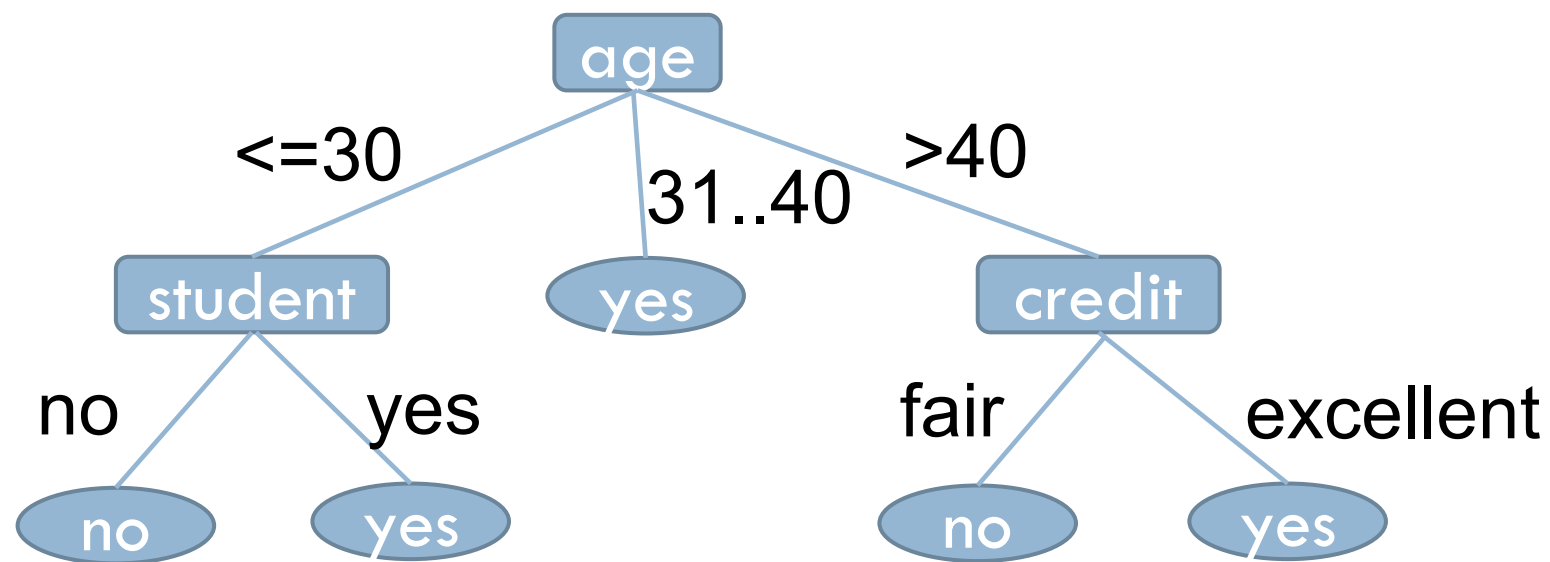 age
<=30
31..40
>40
student
yes
credit
no
yes
fair
excellent
no
yes
no
yes